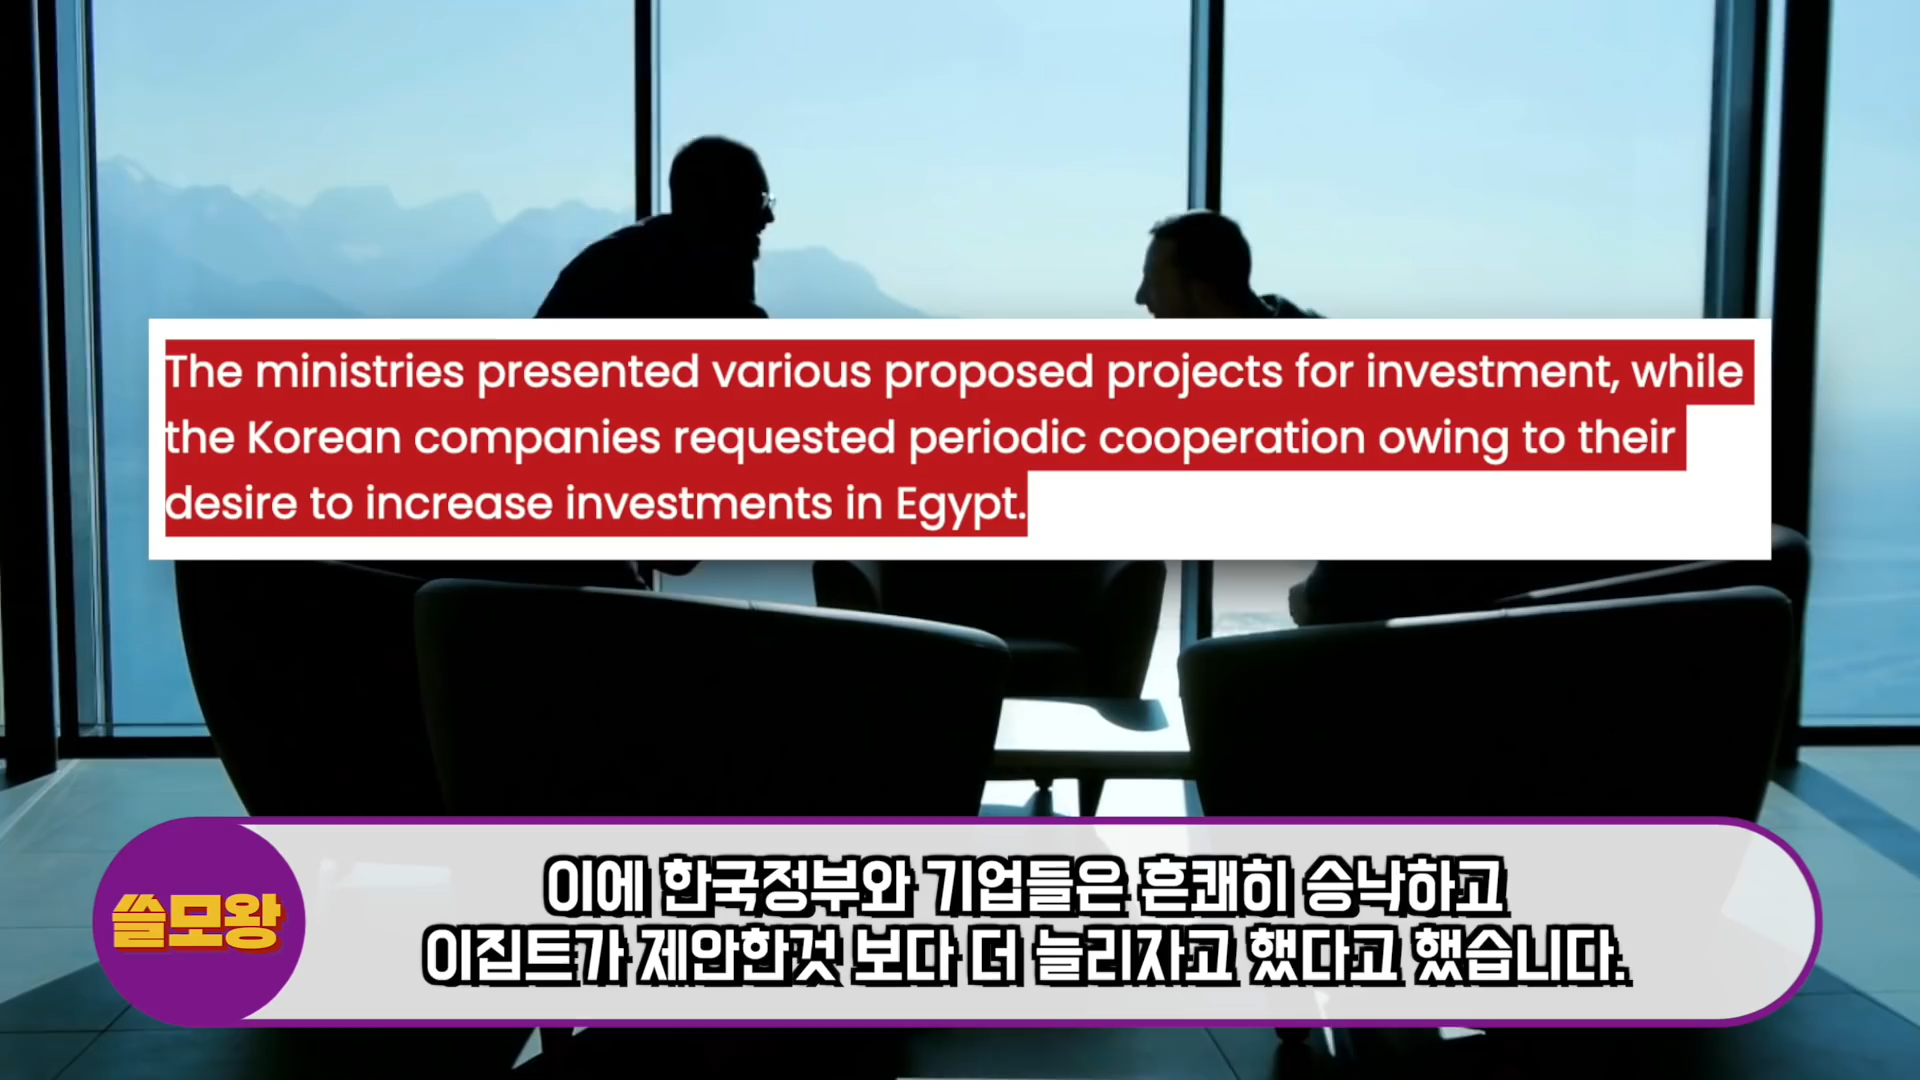 The ministries presented various proposed projects for investment, while
the Korean companies requested periodic cooperation owing to their
desire to increase investments in Egypt.
쓸모왕
이에 한국정부와 기업들은 흔쾌히 승낙하고
이집트가 제안한것 보다 더 늘리자고 했다고 했습니다.